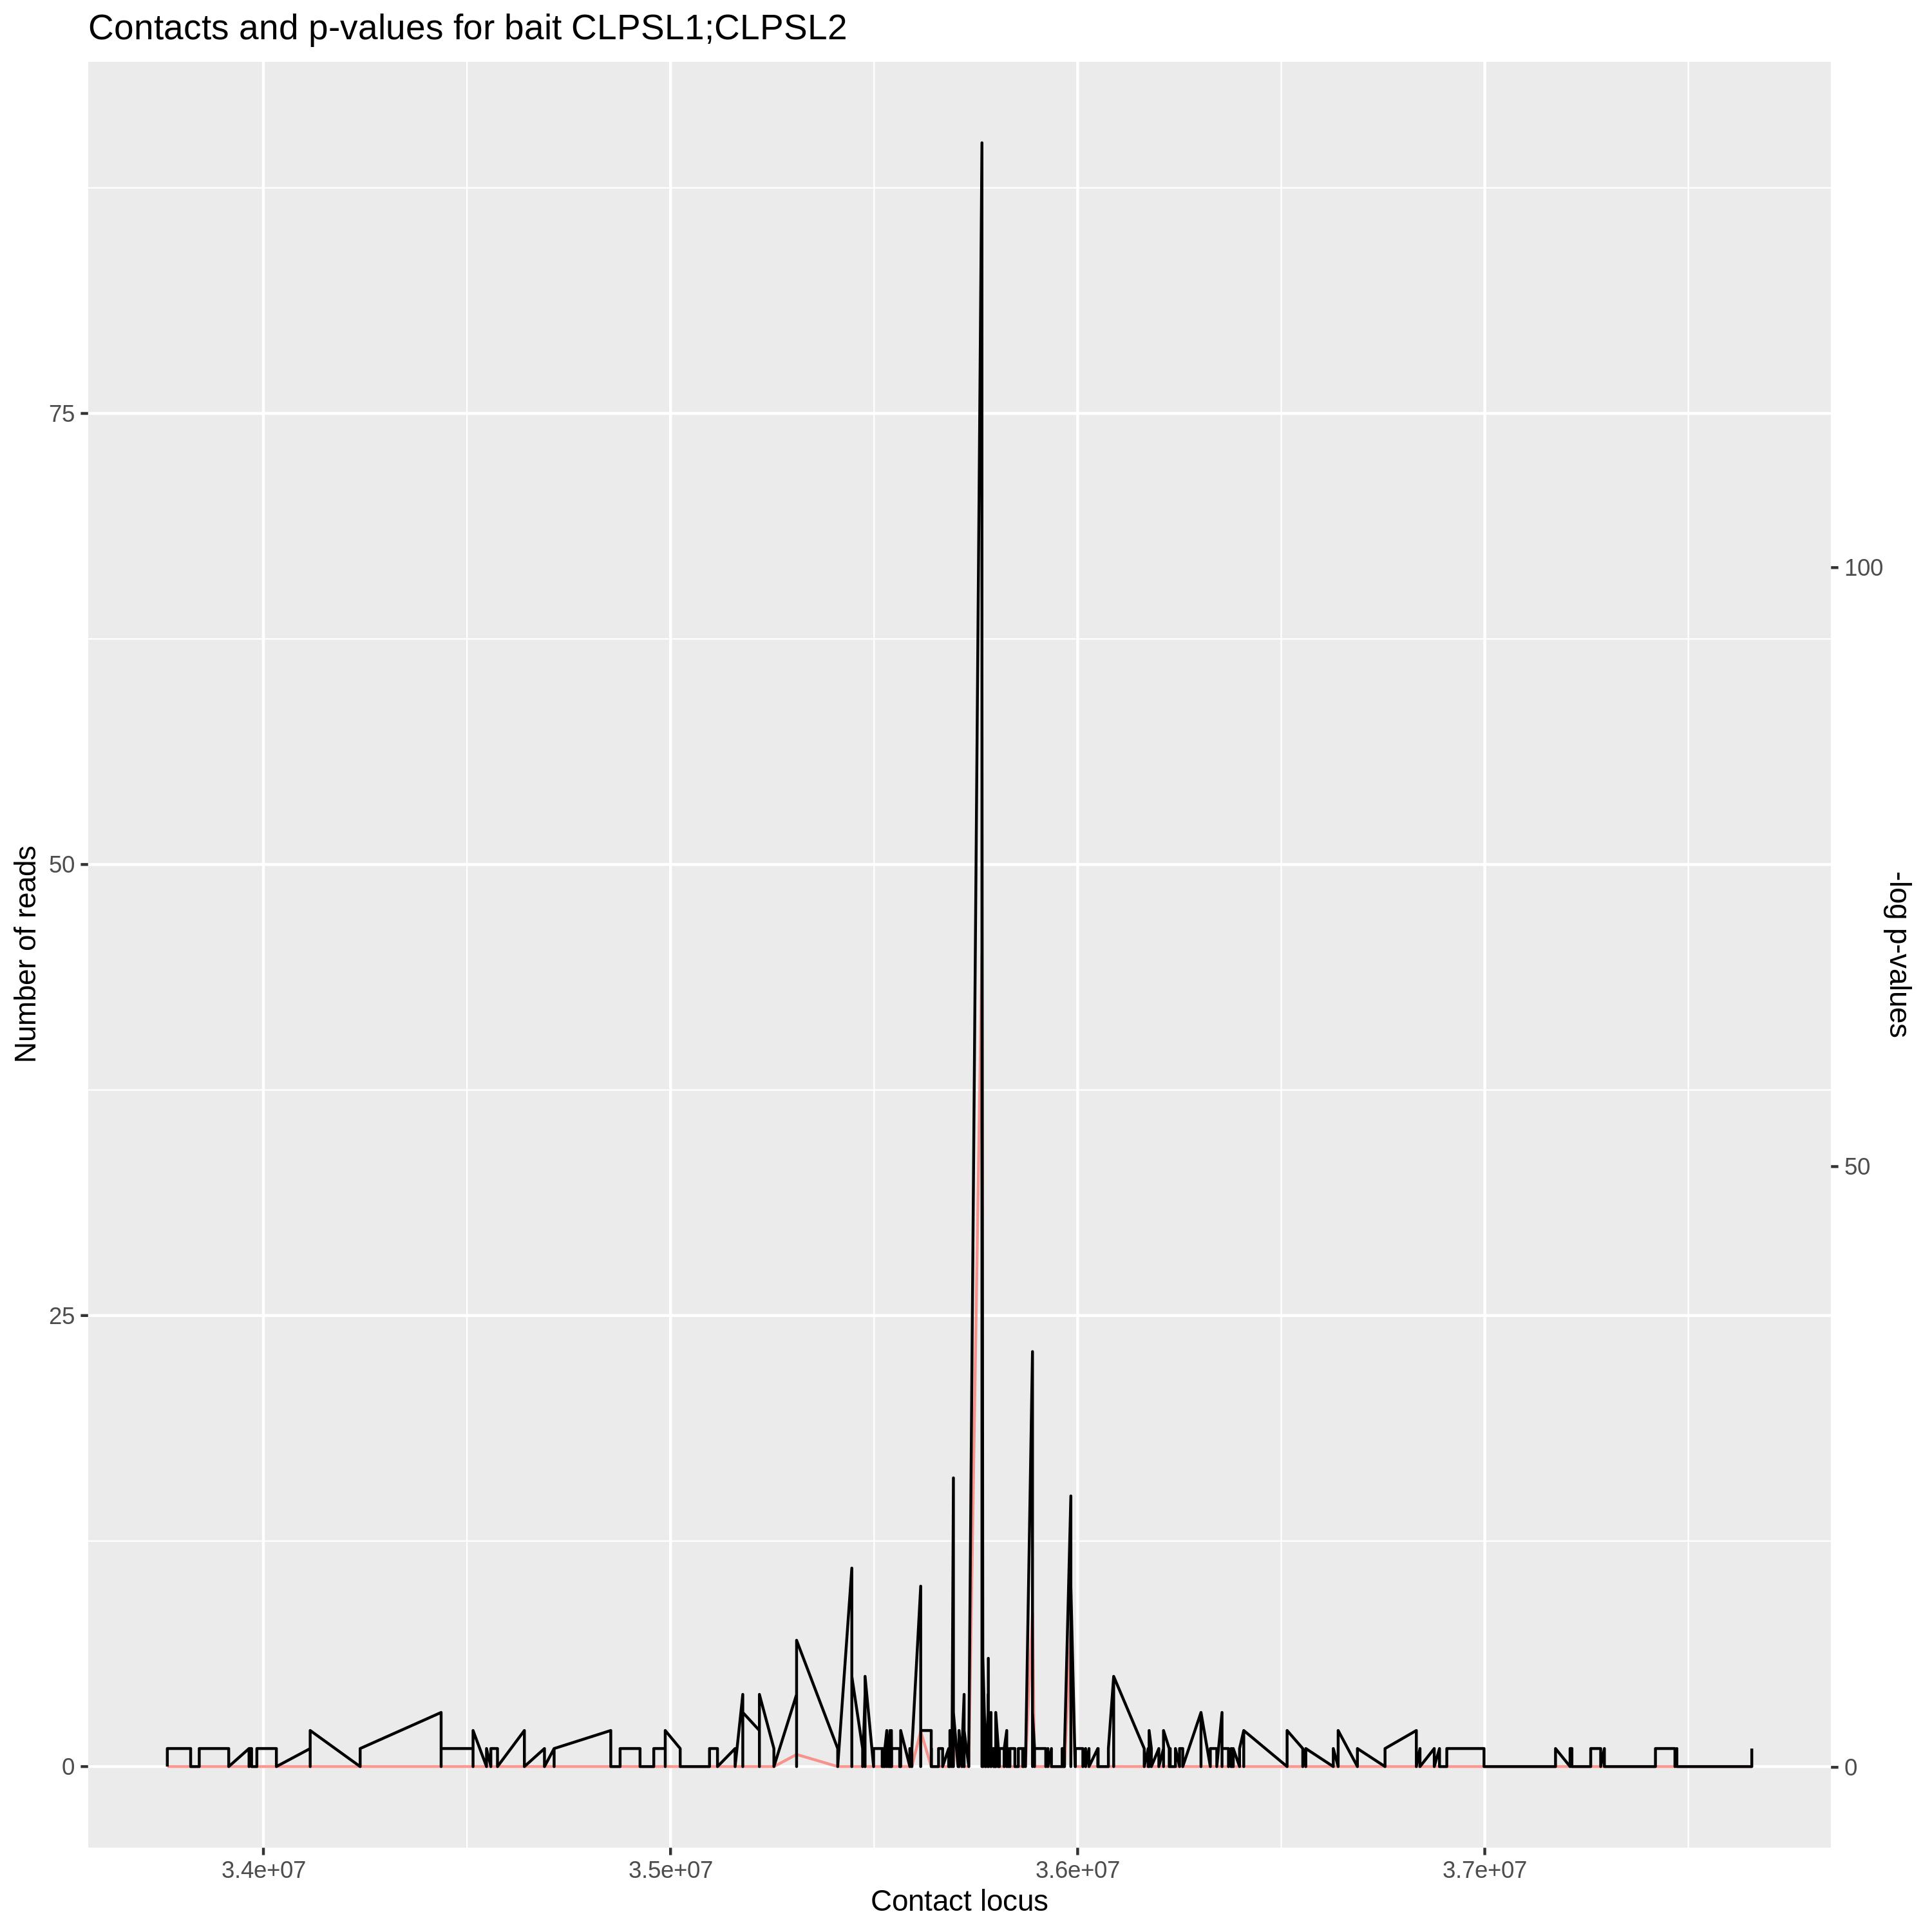 Contacts and p-values for bait CLPSL1;CLPSL2
75
50
25
0
Number of reads
100
50
0
-log p-values
3.4e+07 3.5e+07 3.6e+07 3.7e+07
Contact locus